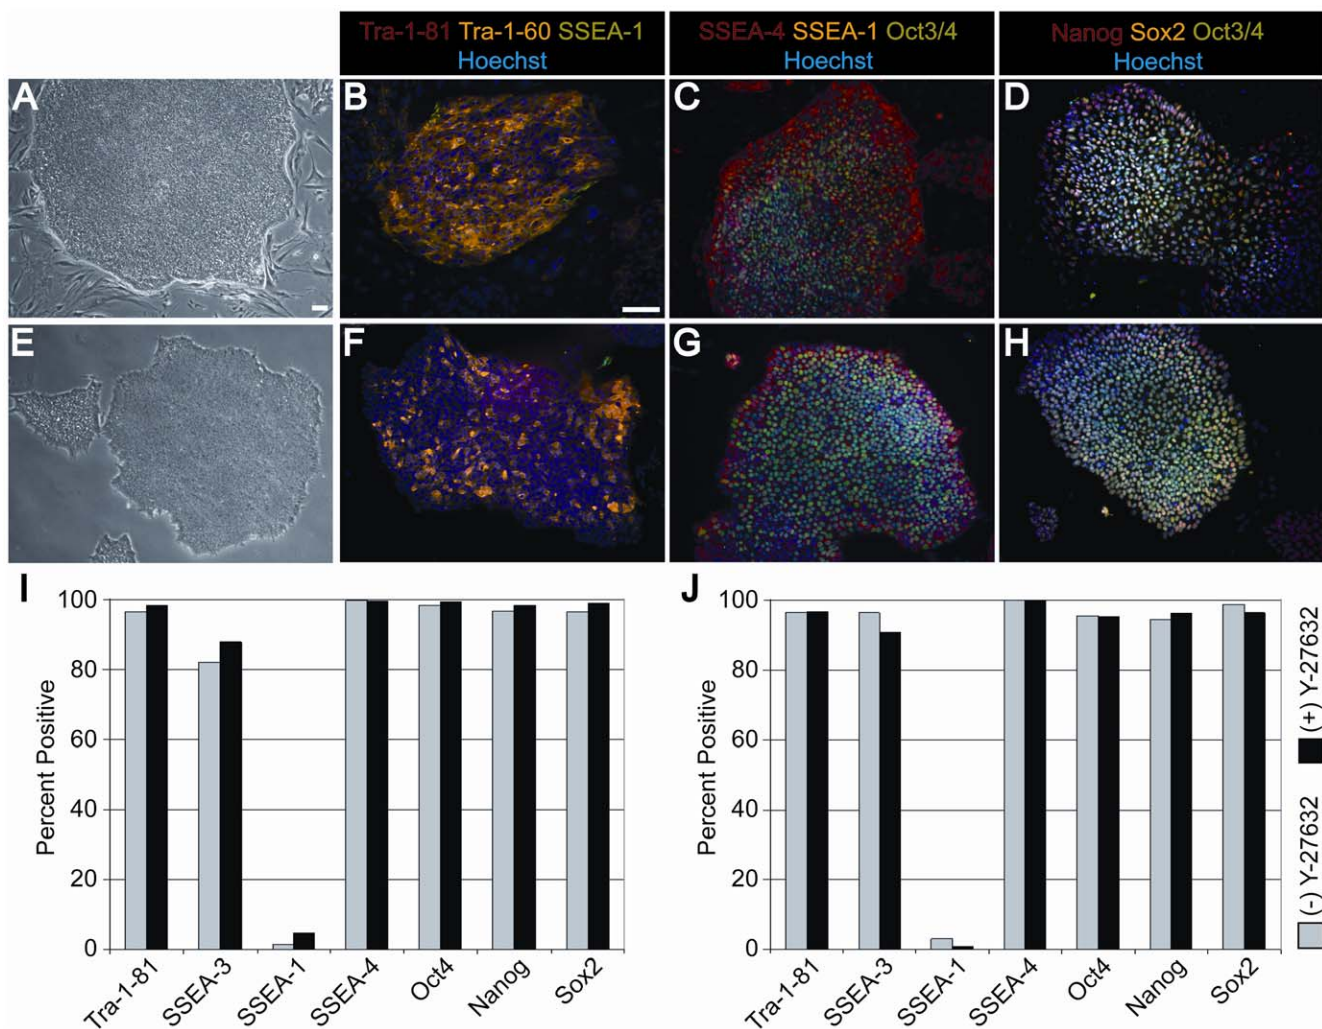 Tra-1-81 Tra-1-60 SSEA-1
Hoechst
SSEA-4 SSEA-1 Oct3/4
Hoechst
Nanog Sox2 Oct3/4
Hoechst
A
B
C
D
E
F
G
H
I
100
80
60
40
20
0
Percent Positive
Tra-1-81
SSEA-3
SSEA-1
SSEA-4
Oct4
Nanog
Sox2
J
100
80
60
40
20
0
Percent Positive
Tra-1-81
SSEA-3
SSEA-1
SSEA-4
Oct4
Nanog
Sox2
(+) Y-27632
(-) Y-27632